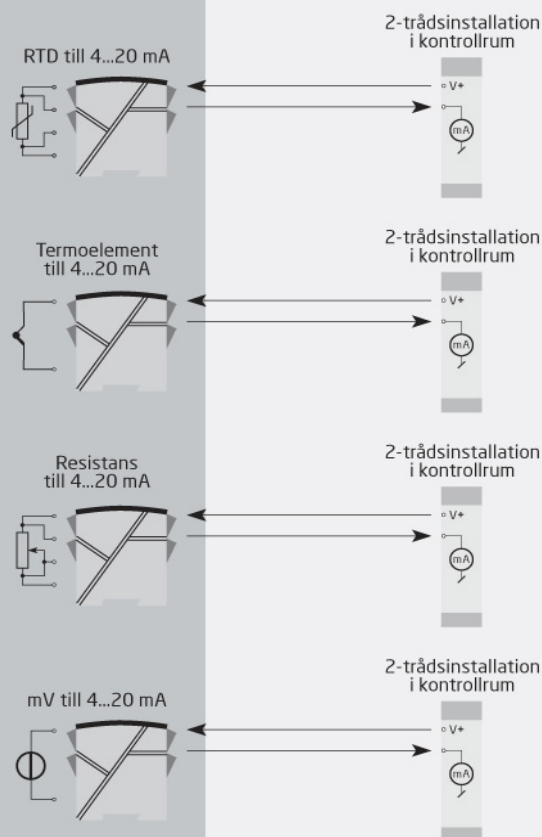 2-trådsinstallation
i kontrollrum
RTD till 4...20 mA
V+
mA
2-trådsinstallation
i kontrollrum
Termoelement
till 4...20 mA
V+
mA
2-trådsinstallation
i kontrollrum
Resistans
till 4...20 mA
V+
mA
2-trådsinstallation
i kontrollrum
mV till 4...20 mA
V+
mA